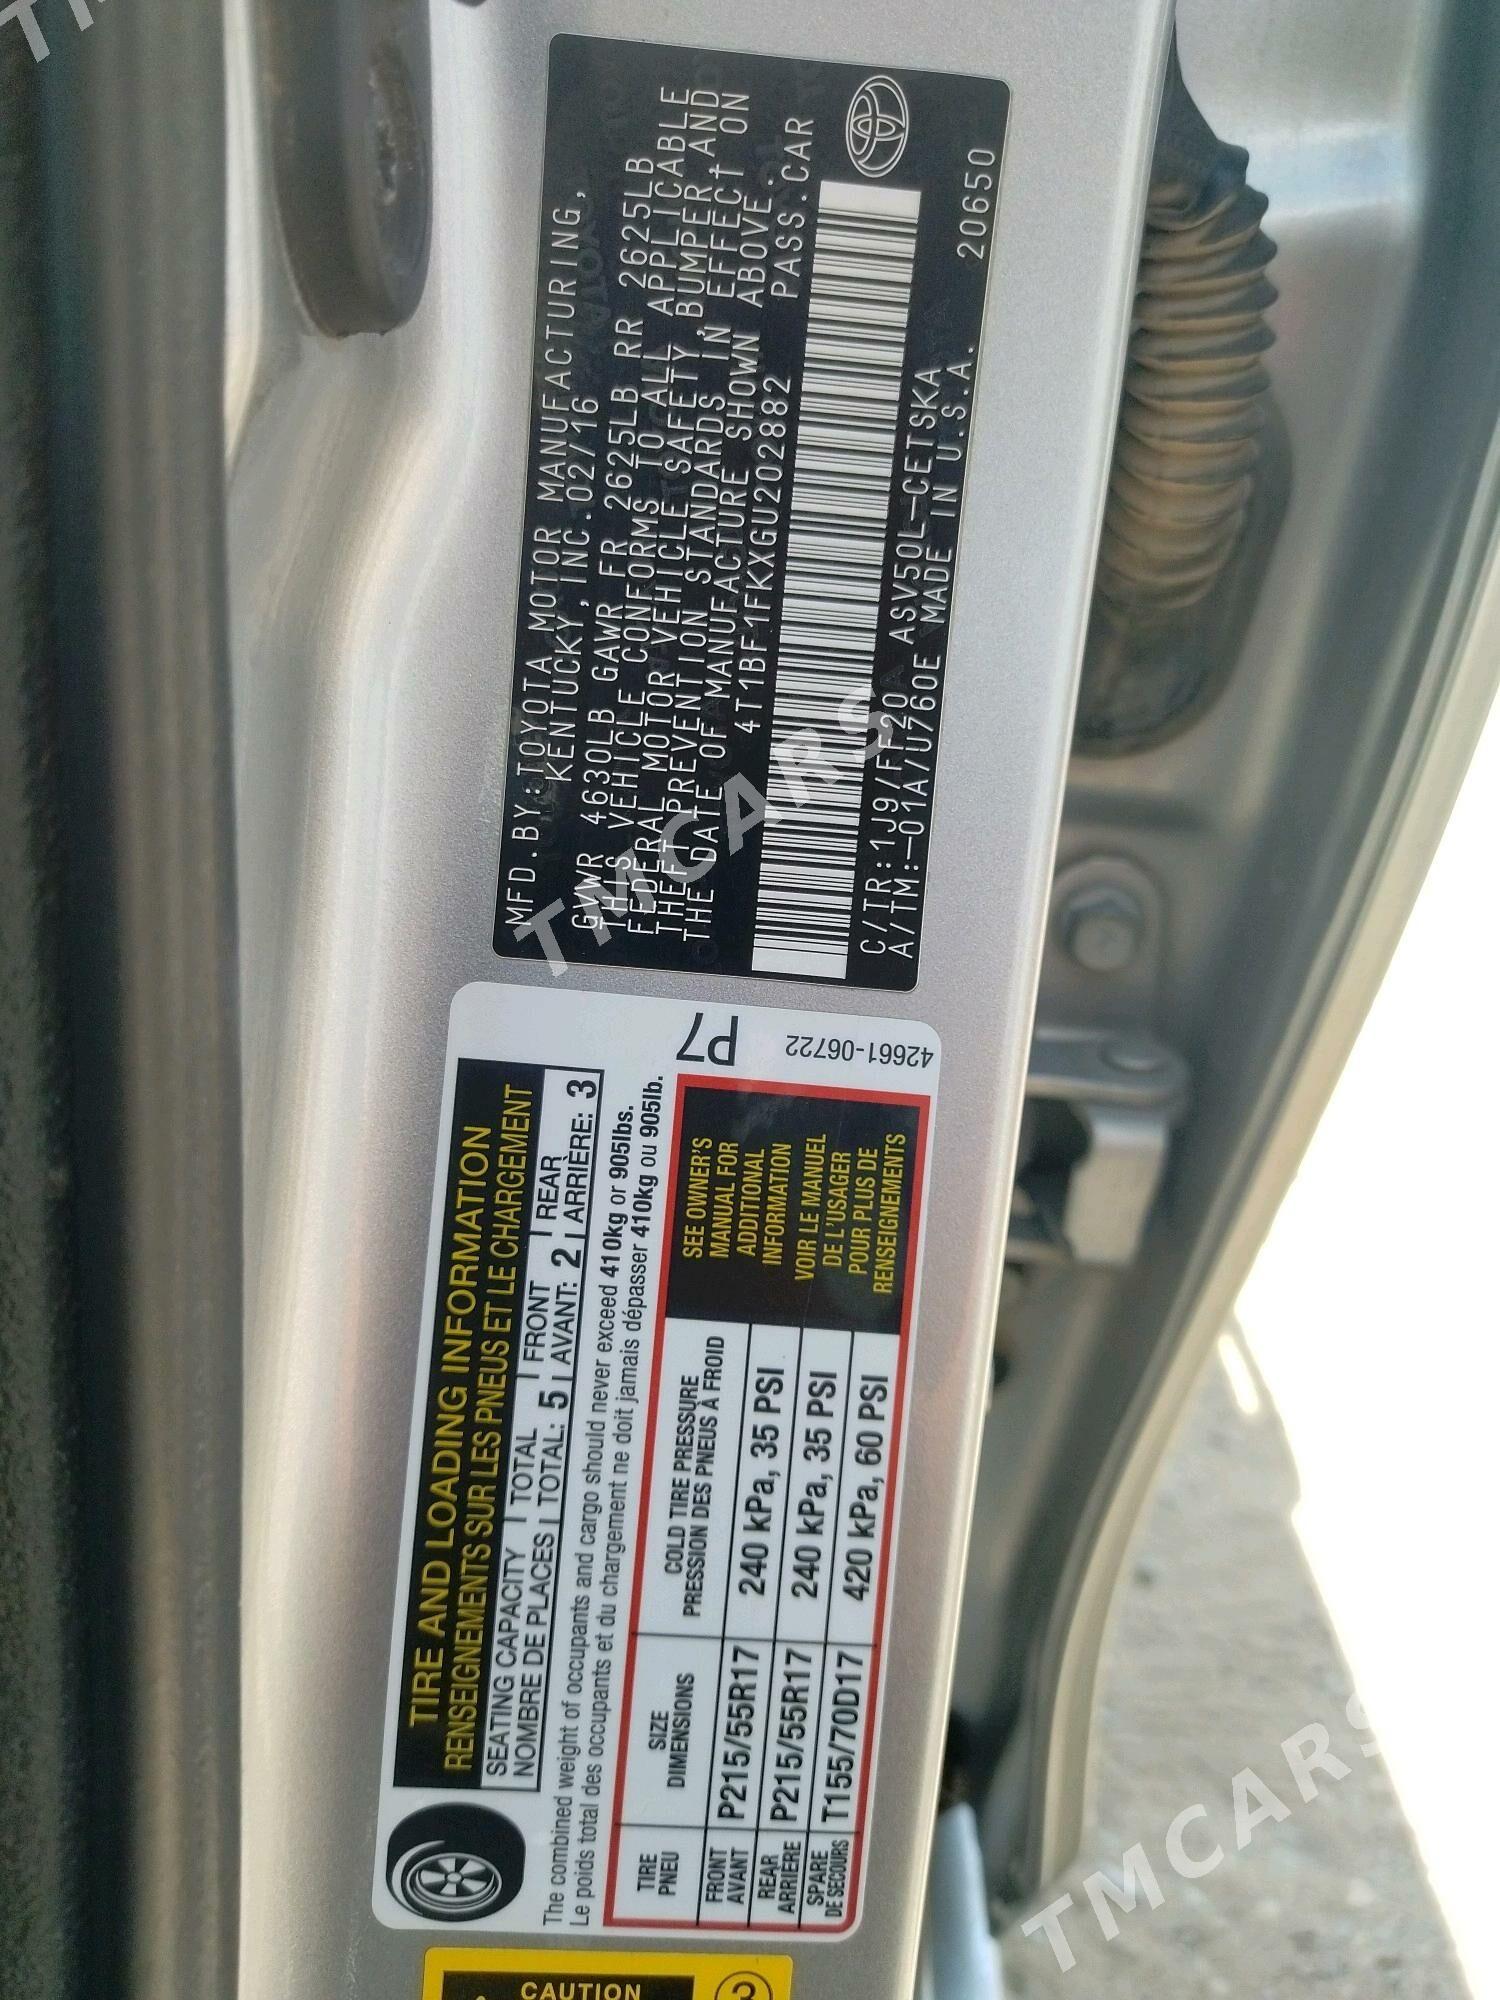 MFD.BY:TOYOTA MOTOR MANUFACTURING,
KENTUCKY,INC.02/16
GVWR 4630LB GAWR FR 2625LB RR 2625LB
THIS VEHICLE CONFORMS TO ALL APPLICABLE
FEDERAL MOTOR VEHICLE SAFETY,BUMPER,AND
THEFT PREVENTION STANDARDS IN EFFECT ON
THE DATE OF MANUFACTURE SHOWN ABOVE.
4T1BF1FKXGU202882 PASS.CAR
C/TR:1J9/FF20 ASV50L-CETSKA
A/TM:-01A/U760E MADE IN U.S.A. 20650
TIRE AND LOADING INFORMATION
RENSEIGNEMENTS SUR LES PNEUS ET LE CHARGEMENT
SEATING CAPACITY TOTAL FRONT REAR
NOMBRE DE PLACES TOTAL: 5 AVANT: 2 ARRIÈRE: 3
The combined weight of occupants and cargo should never exceed 410kg or 905lbs.
Le poids total des occupants et du chargement ne doit jamais dépasser 410kg ou 905lb.
TIRE
PNEU
SIZE
DIMENSIONS
COLD TIRE PRESSURE
PRESSION DES PNEUS À FROID
FRONT
AVANT
P215/55R17
240 kPa, 35 PSI
REAR
ARRIÈRE
P215/55R17
240 kPa, 35 PSI
SPARE
DE SECOURS
T155/70D17
420 kPa, 60 PSI
SEE OWNER'S
MANUAL FOR
ADDITIONAL
INFORMATION
VOIR LE MANUEL
DE L'USAGER
POUR PLUS DE
RENSEIGNEMENTS
P7
42661-06722
CAUTION
TMCARS
TMCARS